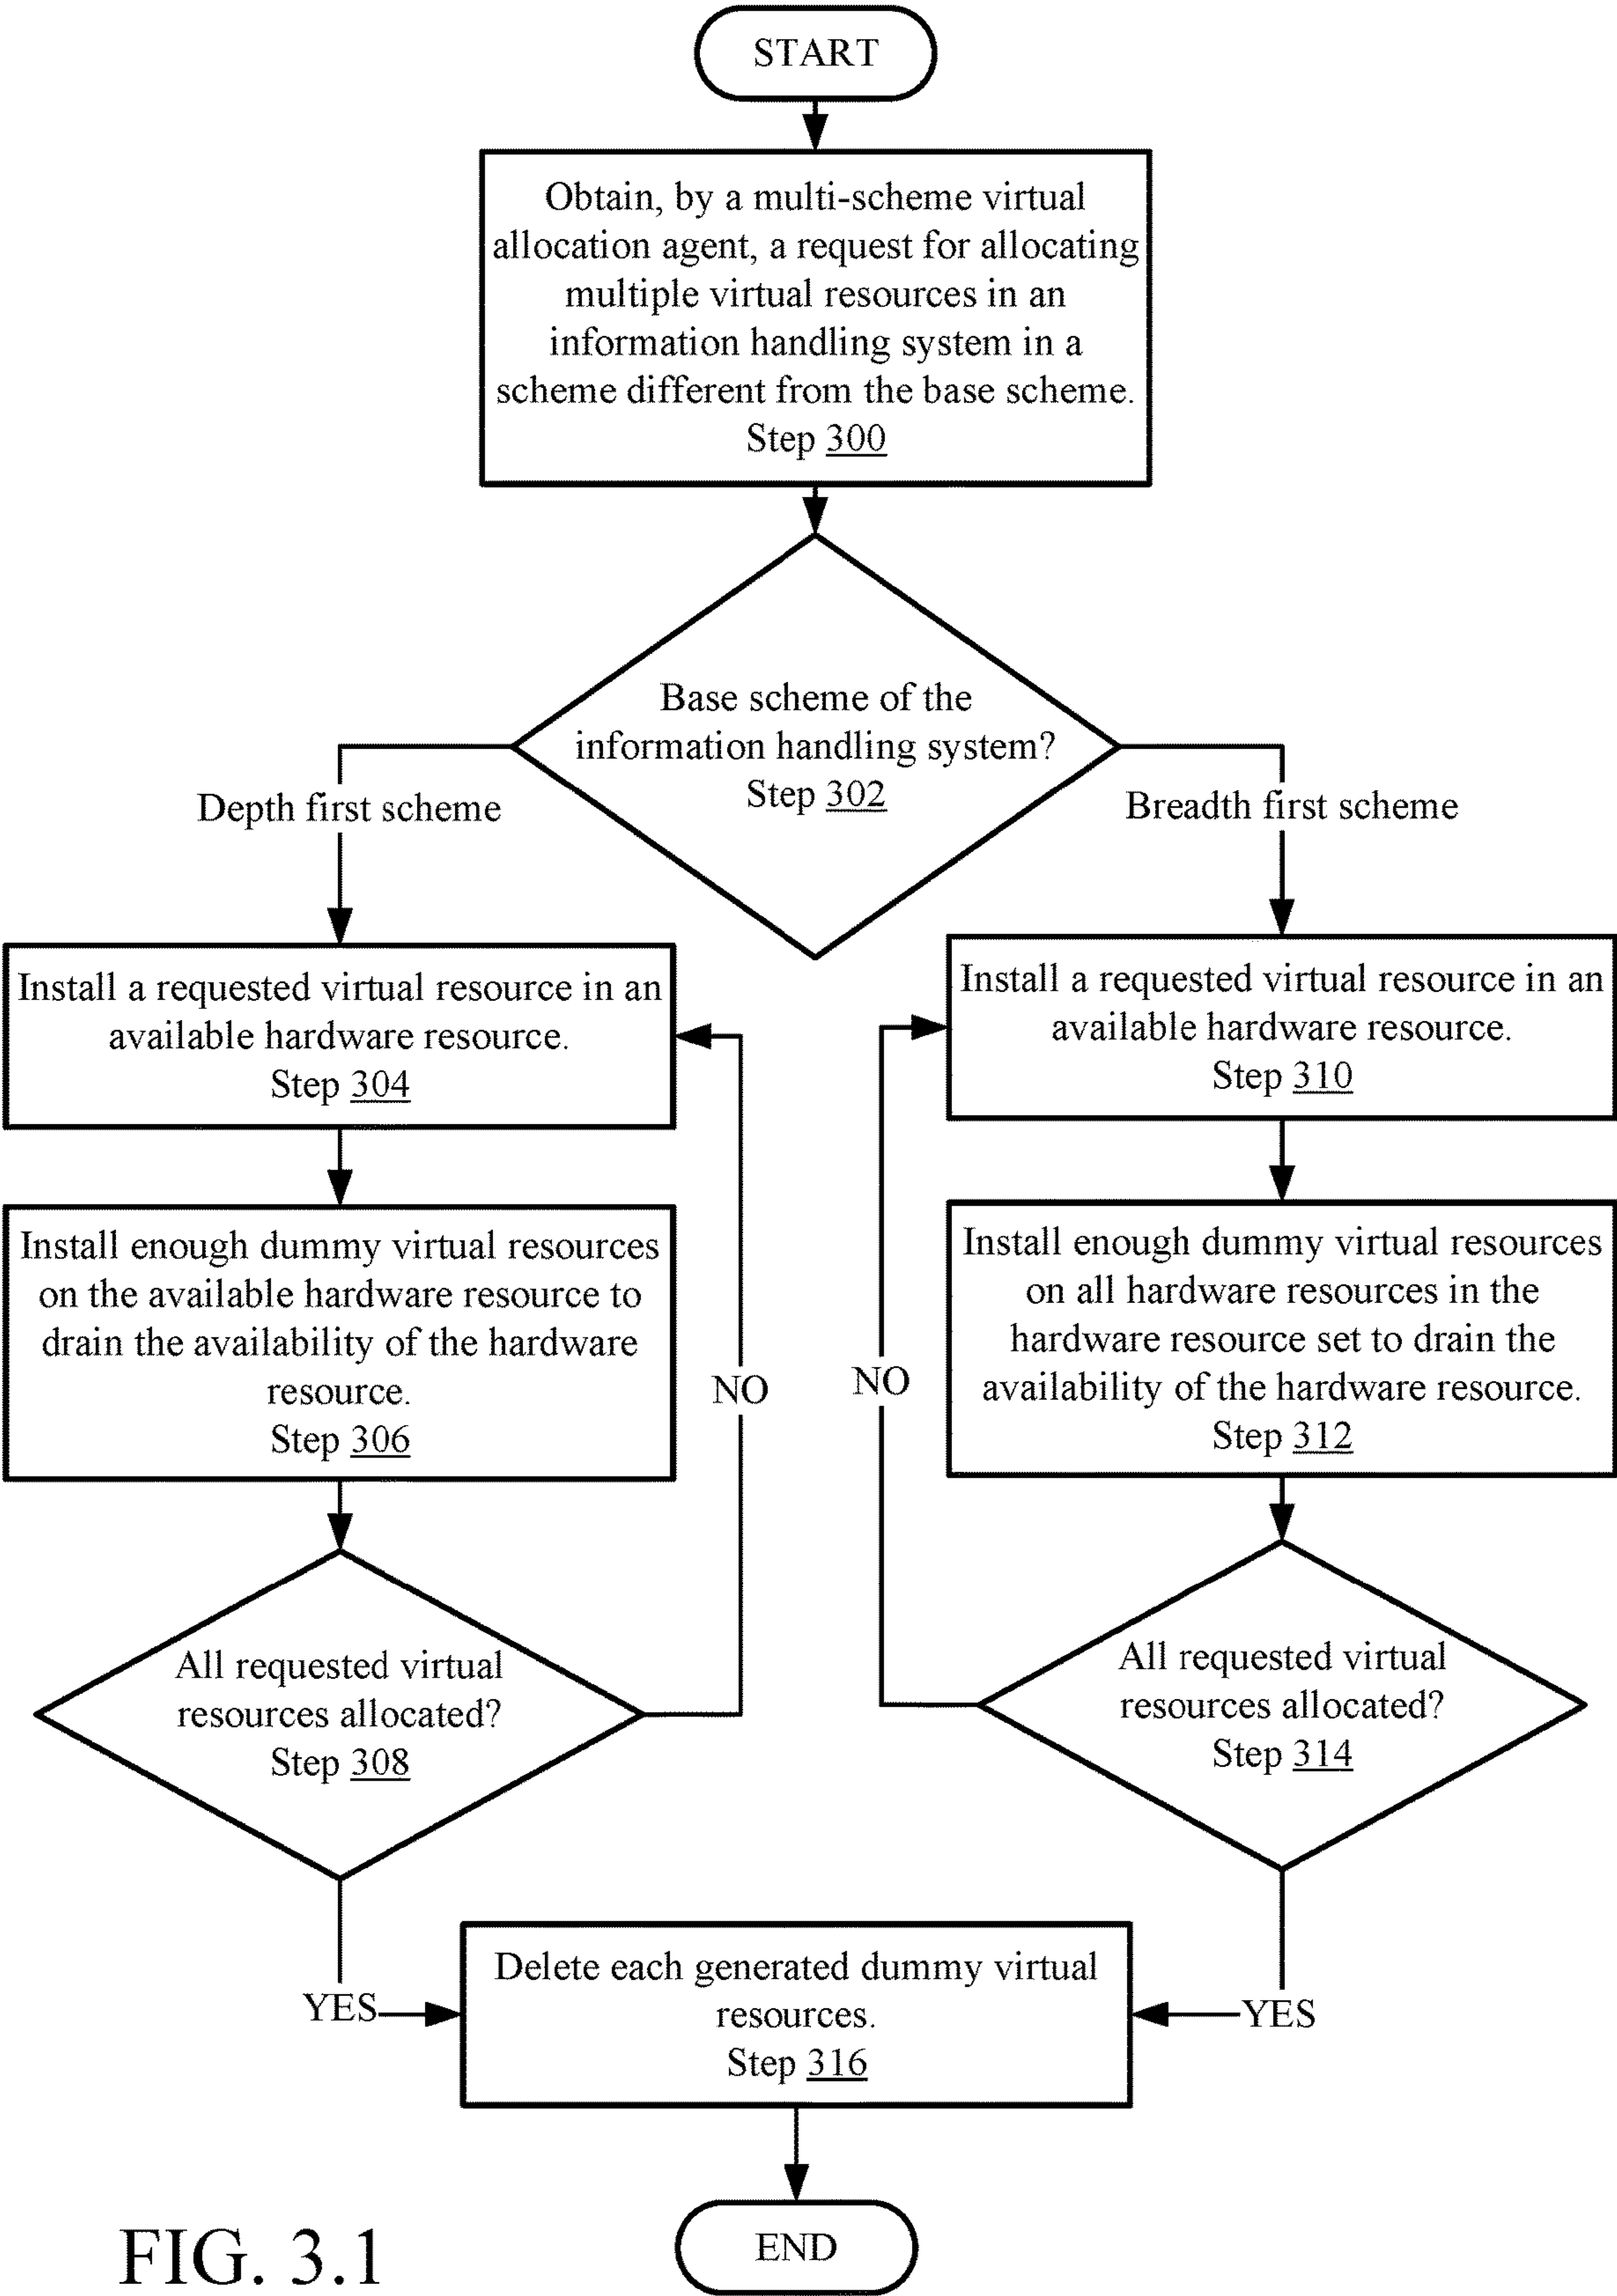 START
Obtain, by a multi-scheme virtual
allocation agent, a request for allocating
multiple virtual resources in an
information handling system in a
scheme different from the base scheme.
Step 300
Base scheme of the
information handling system?
Step 302
Depth first scheme
Breadth first scheme
Install a requested virtual resource in an
available hardware resource.
Step 304
Install a requested virtual resource in an
available hardware resource.
Step 310
Install enough dummy virtual resources
on the available hardware resource to
drain the availability of the hardware
resource.
Step 306
Install enough dummy virtual resources
on all hardware resources in the
hardware resource set to drain the
availability of the hardware resource.
Step 312
NO
NO
All requested virtual
resources allocated?
Step 308
All requested virtual
resources allocated?
Step 314
YES
YES
Delete each generated dummy virtual
resources.
Step 316
END
FIG. 3.1